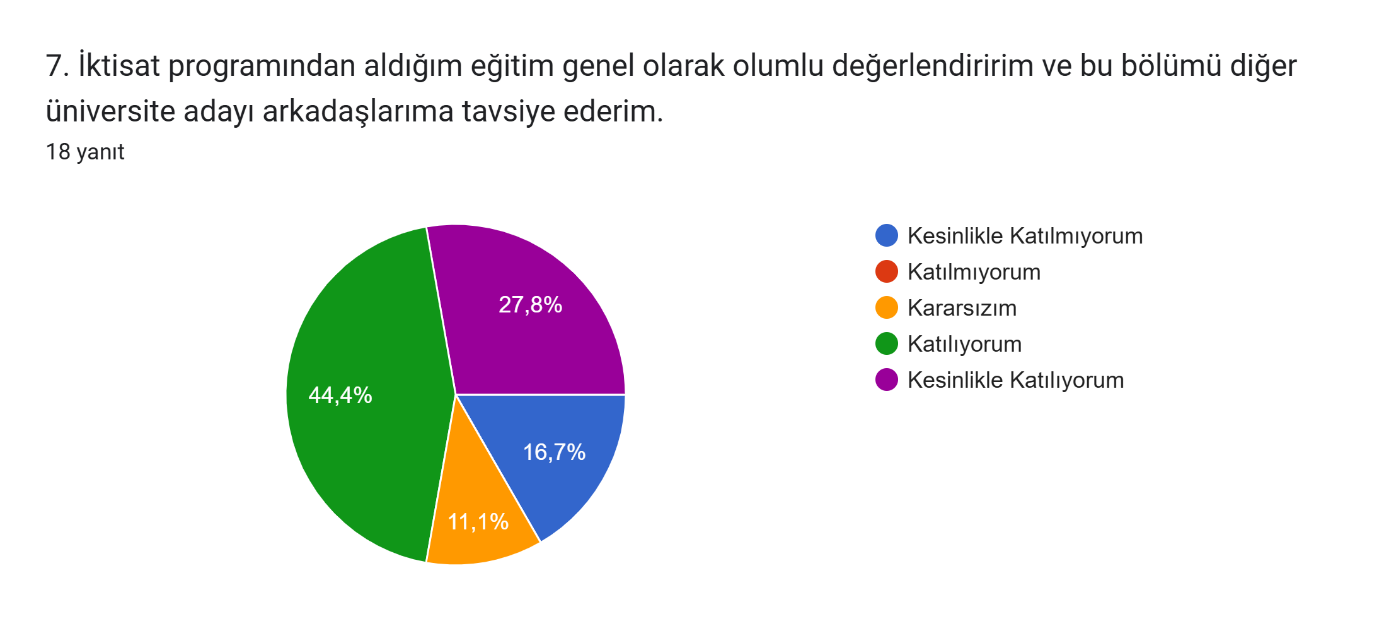 7. İktisat programından aldığım eğitim genel olarak olumlu değerlendiririm ve bu bölümü diğer
üniversite adayı arkadaşlarıma tavsiye ederim.
18 yanıt
27,8%
44,4%
16,7%
11,1%
Kesinlikle Katılmıyorum
Katılmıyorum
Kararsızım
Katılıyorum
Kesinlikle Katılıyorum